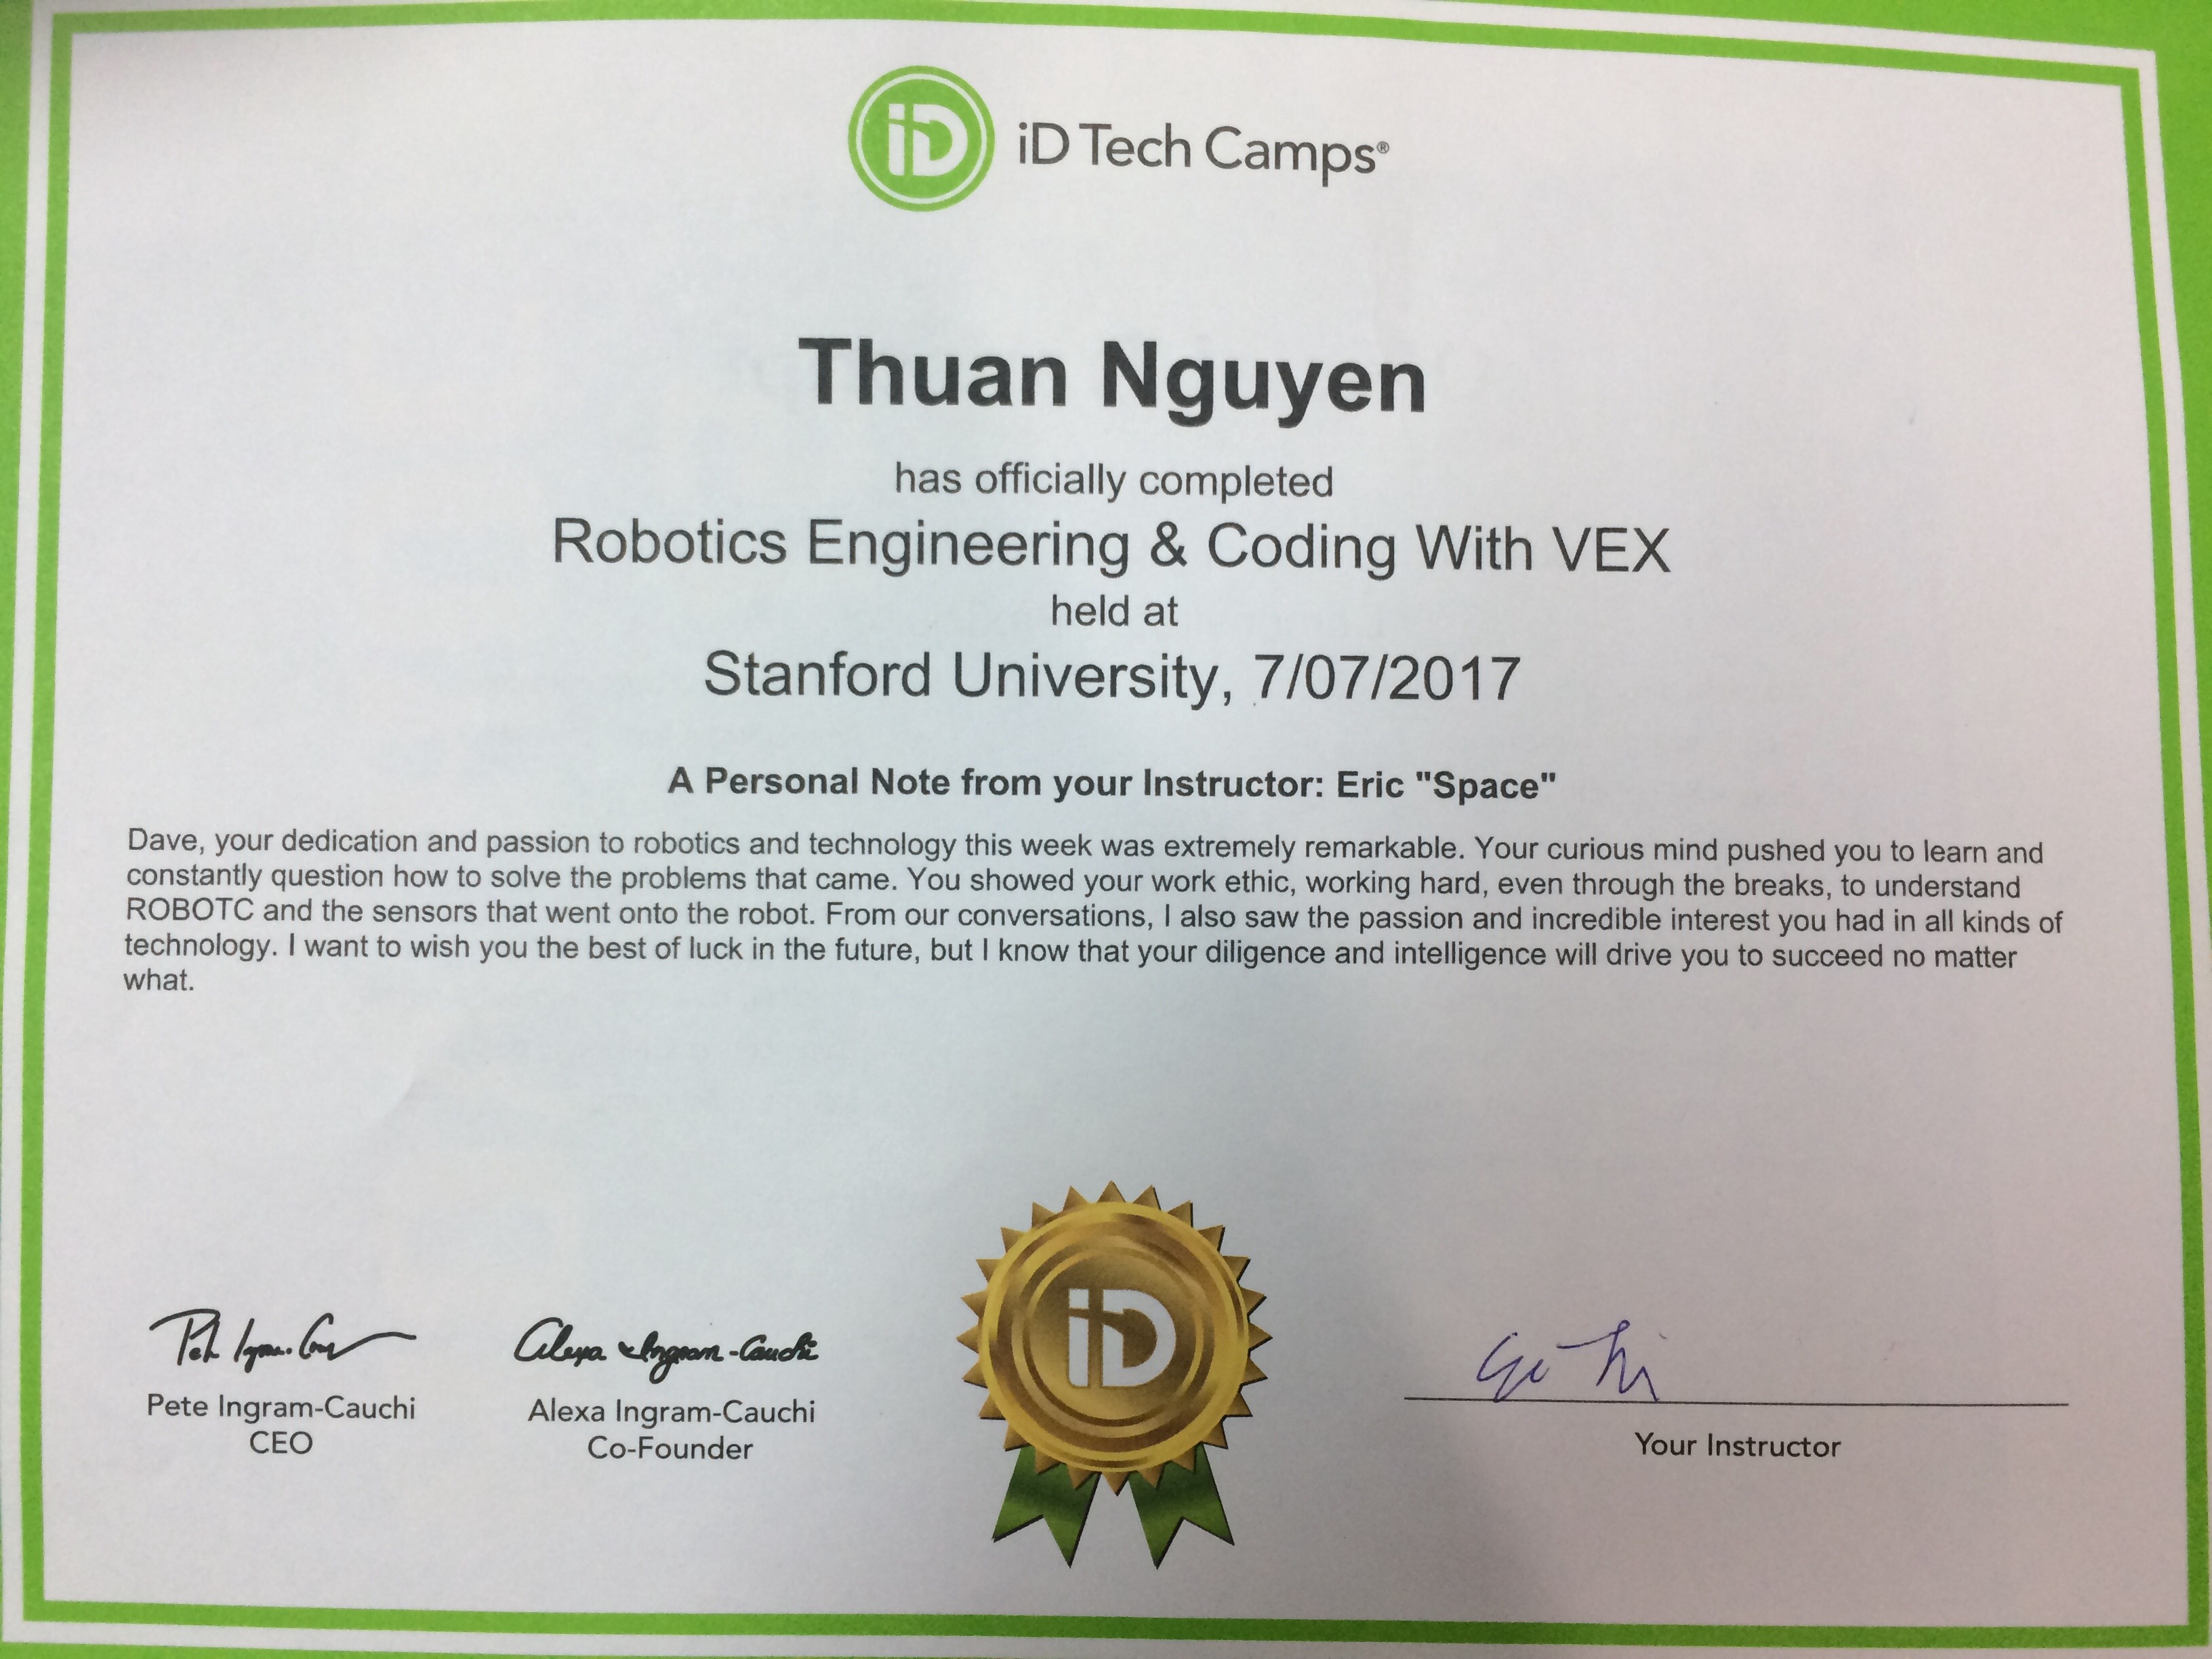 iD
iD Tech Camps®
Thuan Nguyen
has officially completed
Robotics Engineering & Coding With VEX
held at
Stanford University, 7/07/2017
A Personal Note from your Instructor: Eric "Space"
Dave, your dedication and passion to robotics and technology this week was extremely remarkable. Your curious mind pushed you to learn and
constantly question how to solve the problems that came. You showed your work ethic, working hard, even through the breaks, to understand
ROBOTC and the sensors that went onto the robot. From our conversations, I also saw the passion and incredible interest you had in all kinds of
technology. I want to wish you the best of luck in the future, but I know that your diligence and intelligence will drive you to succeed no matter
what.
iD
Alexa Ingram-Cauchi
Pete Ingram-Cauchi
CEO
Alexa Ingram-Cauchi
Co-Founder
Your Instructor